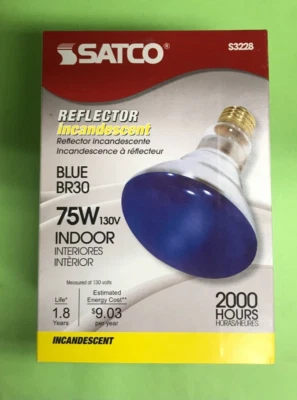 SATCO® S3228
REFLECTOR
Incandescent
Reflector incandescente
Incandescence à réflecteur
BLUE
BR30
75W 130V
INDOOR
INTERIORES
INTÉRIOR
Measured at 130 volts
Life* Estimated Energy Cost**
1.8 Years $9.03 per year
2000
HOURS
HORAS/HEURES
INCANDESCENT